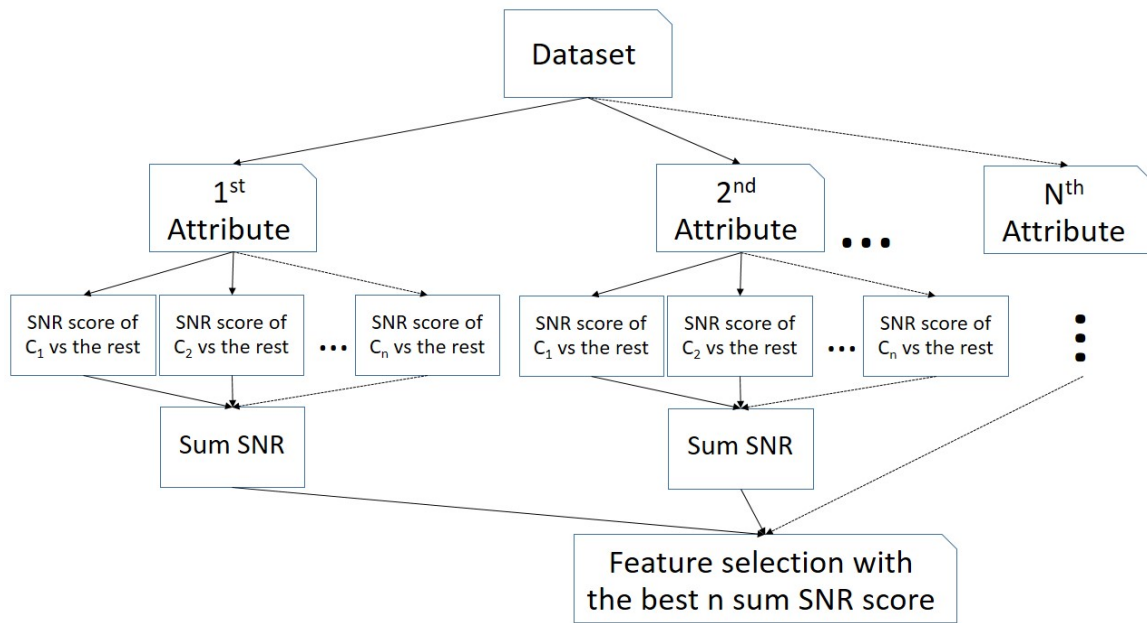 Dataset
1st
Attribute
2nd
Attribute
...
Nth
Attribute
SNR score of
C1 vs the rest
SNR score of
C2 vs the rest
...
SNR score of
Cn vs the rest
SNR score of
C1 vs the rest
SNR score of
C2 vs the rest
...
SNR score of
Cn vs the rest
Sum SNR
Sum SNR
Feature selection with
the best n sum SNR score